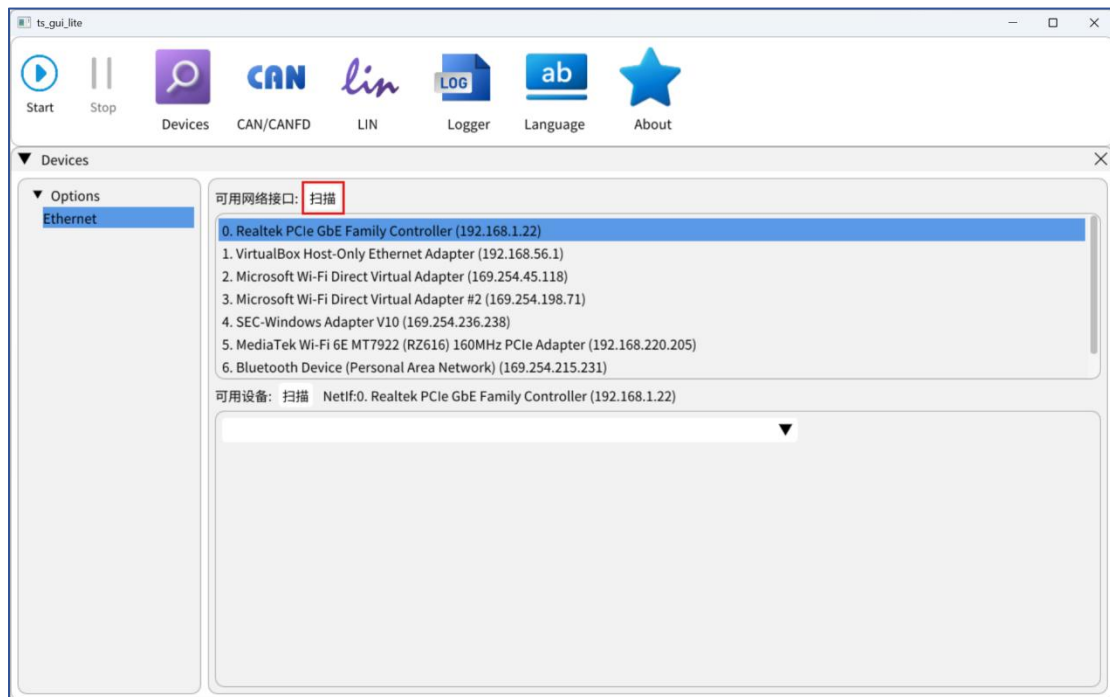 ts_gui_lite
CAN lin LOG ab
Start Stop Devices CAN/CANFD LIN Logger Language About
Devices
Options
Ethernet
可用网络接口: 扫描
0. Realtek PCIe GbE Family Controller (192.168.1.22)
1. VirtualBox Host-Only Ethernet Adapter (192.168.56.1)
2. Microsoft Wi-Fi Direct Virtual Adapter (169.254.45.118)
3. Microsoft Wi-Fi Direct Virtual Adapter #2 (169.254.198.71)
4. SEC-Windows Adapter V10 (169.254.236.238)
5. MediaTek Wi-Fi 6E MT7922 (RZ616) 160MHz PCIe Adapter (192.168.220.205)
6. Bluetooth Device (Personal Area Network) (169.254.215.231)
可用设备: 扫描 NetIf:0. Realtek PCIe GbE Family Controller (192.168.1.22)